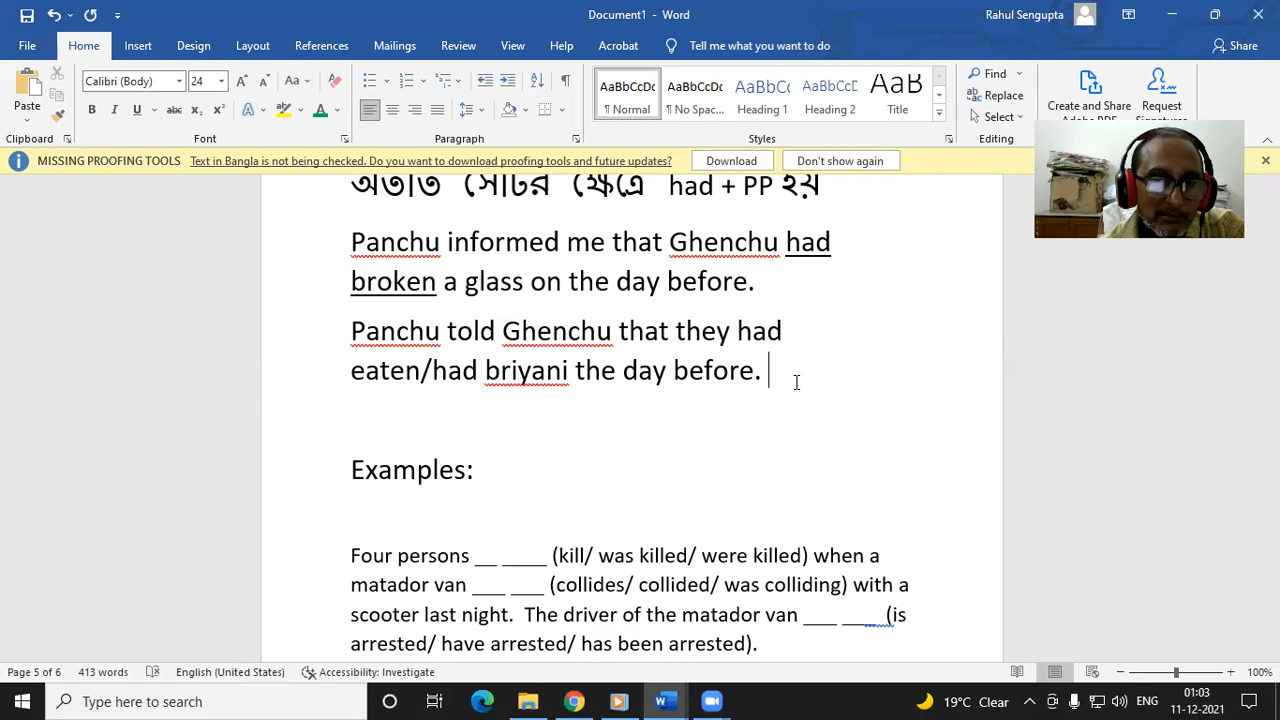 Document1 - Word
Rahul Sengupta
File Home Insert Design Layout References Mailings Review View Help Acrobat Tell me what you want to do Share
Paste
Calibri (Body) 24
AaBbCcDc AaBbCcDc AaBbCc AaBbCcD AaB
¶ Normal ¶ No Spac... Heading 1 Heading 2 Title
Find
Replace
Select
Create and Share
Adobe PDF
Request
Signatures
Clipboard Font Paragraph Styles Editing
MISSING PROOFING TOOLS Text in Bangla is not being checked. Do you want to download proofing tools and future updates? Download Don't show again
অতীত সেটির ক্ষেত্রে had + PP হয়
Panchu informed me that Ghenchu had
broken a glass on the day before.
Panchu told Ghenchu that they had
eaten/had briyani the day before.
Examples:
Four persons __ ____ (kill/ was killed/ were killed) when a
matador van ___ ___ (collides/ collided/ was colliding) with a
scooter last night. The driver of the matador van ___ ___ (is
arrested/ have arrested/ has been arrested).
Page 5 of 6 413 words English (United States) Accessibility: Investigate 100%
Type here to search
19°C Clear
01:03
11-12-2021